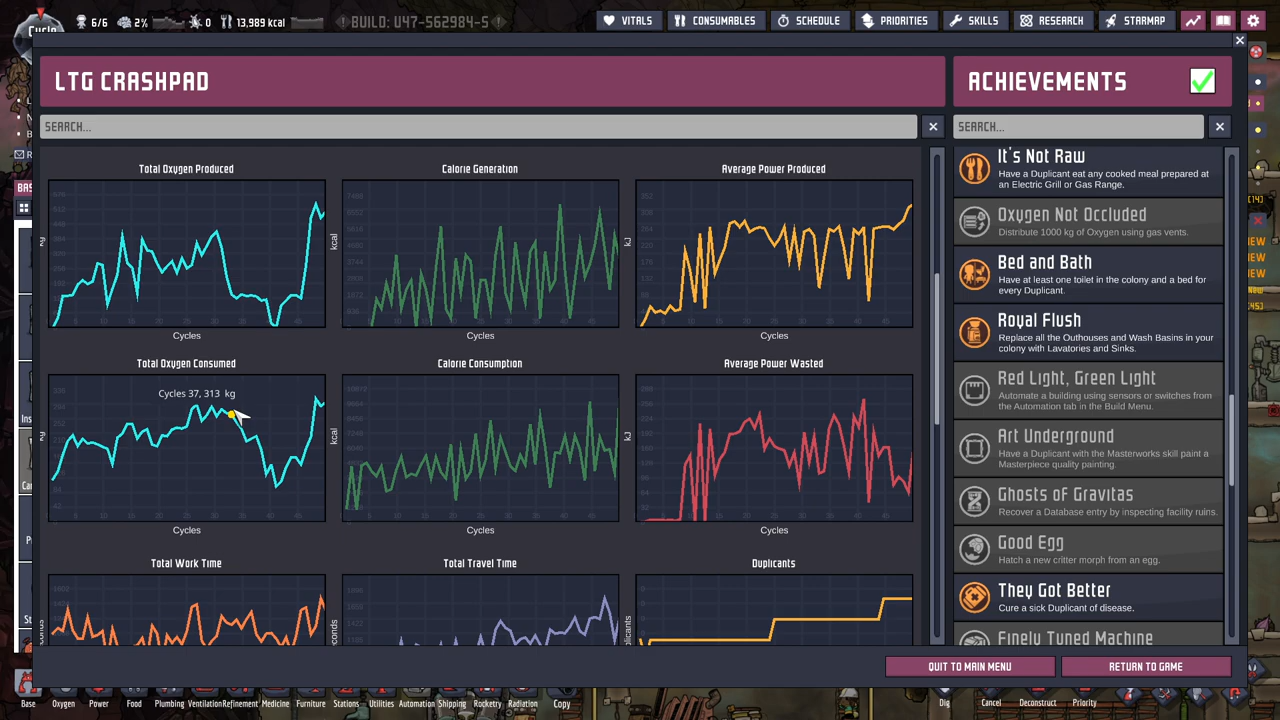 6/6 2% 0 13,989 kcal BUILD: U47-562984-S VITALS CONSUMABLES SCHEDULE PRIORITIES SKILLS RESEARCH STARMAP
Cycle
LTG CRASHPAD
ACHIEVEMENTS
SEARCH...
SEARCH...
Total Oxygen Produced
Calorie Generation
Average Power Produced
kcal
kJ
Cycles
Cycles
Cycles
Total Oxygen Consumed
Calorie Consumption
Average Power Wasted
Cycles 37, 313 kg
kcal
kJ
Cycles
Cycles
Cycles
Total Work Time
Total Travel Time
Duplicants
It's Not Raw
Have a Duplicant eat any cooked meal prepared at
an Electric Grill or Gas Range.
Oxygen Not Occluded
Distribute 1000 kg of Oxygen using gas vents.
Bed and Bath
Have at least one toilet in the colony and a bed for
every Duplicant.
Royal Flush
Replace all the Outhouses and Wash Basins in your
colony with Lavatories and Sinks.
Red Light, Green Light
Automate a building using sensors or switches from
the Automation tab in the Build Menu.
Art Underground
Have a Duplicant with the Masterworks skill paint a
Masterpiece quality painting.
Ghosts of Gravitas
Recover a Database entry by inspecting facility ruins.
Good Egg
Hatch a new critter morph from an egg.
They Got Better
Cure a sick Duplicant of disease.
Finely Tuned Machine
QUIT TO MAIN MENU
RETURN TO GAME
Base Oxygen Power Food Plumbing Ventilation Refinement Medicine Furniture Stations Utilities Automation Shipping Rocketry Radiation Copy Dig Cancel Deconstruct Priority